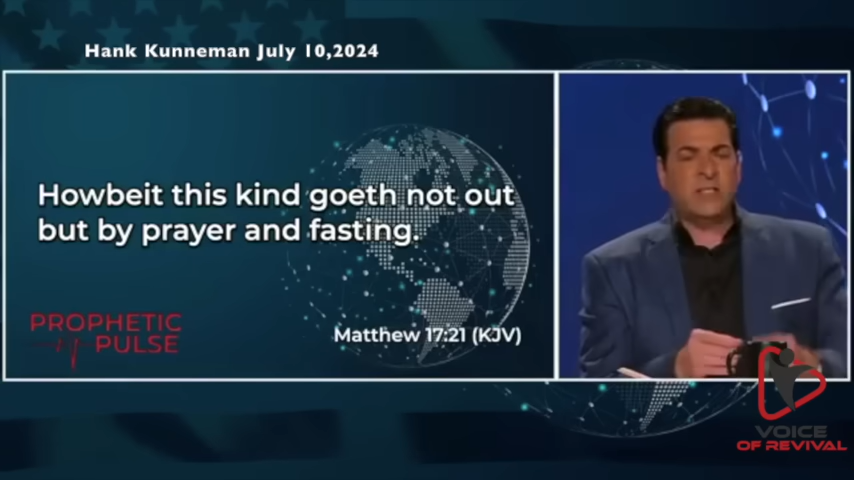 Hank Kunneman July 10,2024
Howbeit this kind goeth not out
but by prayer and fasting.
Matthew 17:21 (KJV)
PROPHETIC
PULSE
VOICE
OF REVIVAL